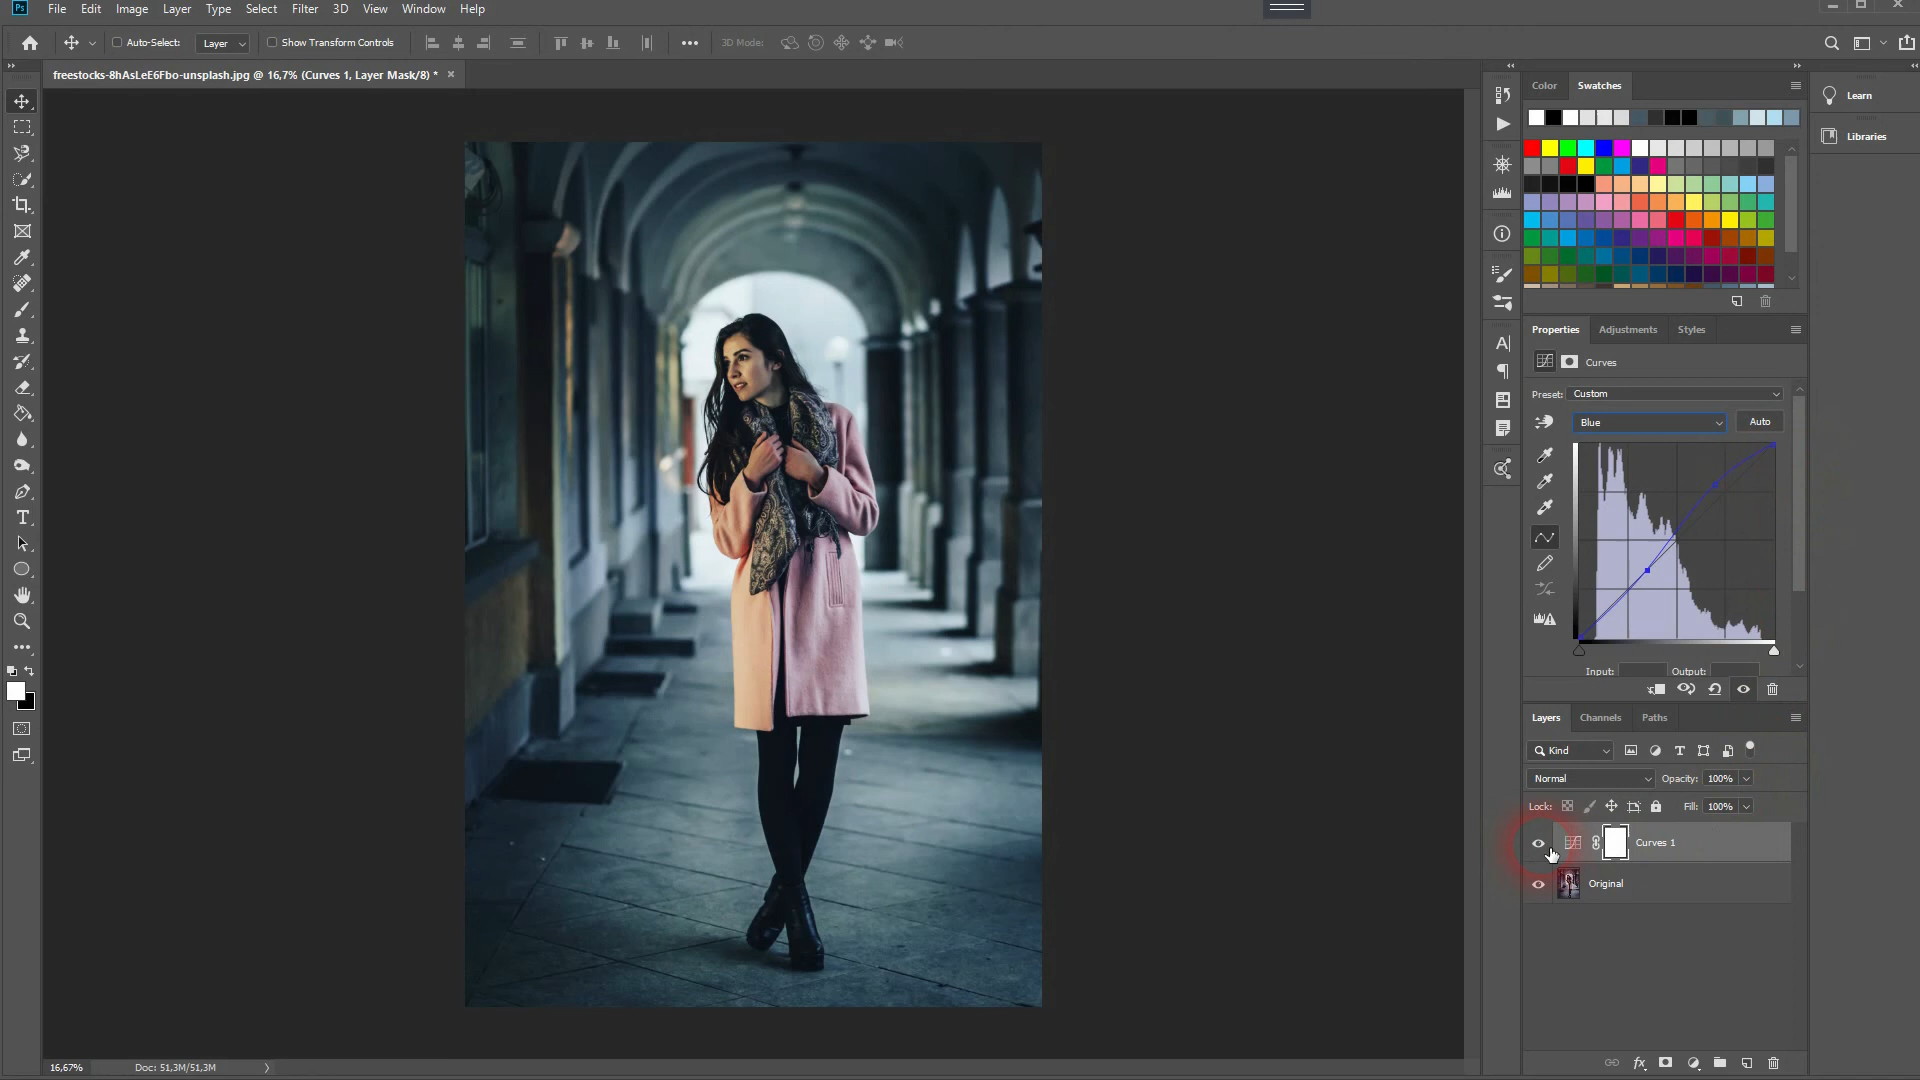 Ps File Edit Image Layer Type Select Filter 3D View Window Help
Auto-Select: Layer Show Transform Controls 3D Mode:
freestocks-8hAsLeE6Fbo-unsplash.jpg @ 16,7% (Curves 1, Layer Mask/8) *
Color Swatches
Learn
Libraries
Properties Adjustments Styles
Curves
Preset: Custom
Blue Auto
Input: Output:
Layers Channels Paths
Kind
Normal Opacity: 100%
Lock: Fill: 100%
Curves 1
Original
16,67% Doc: 51,3M/51,3M